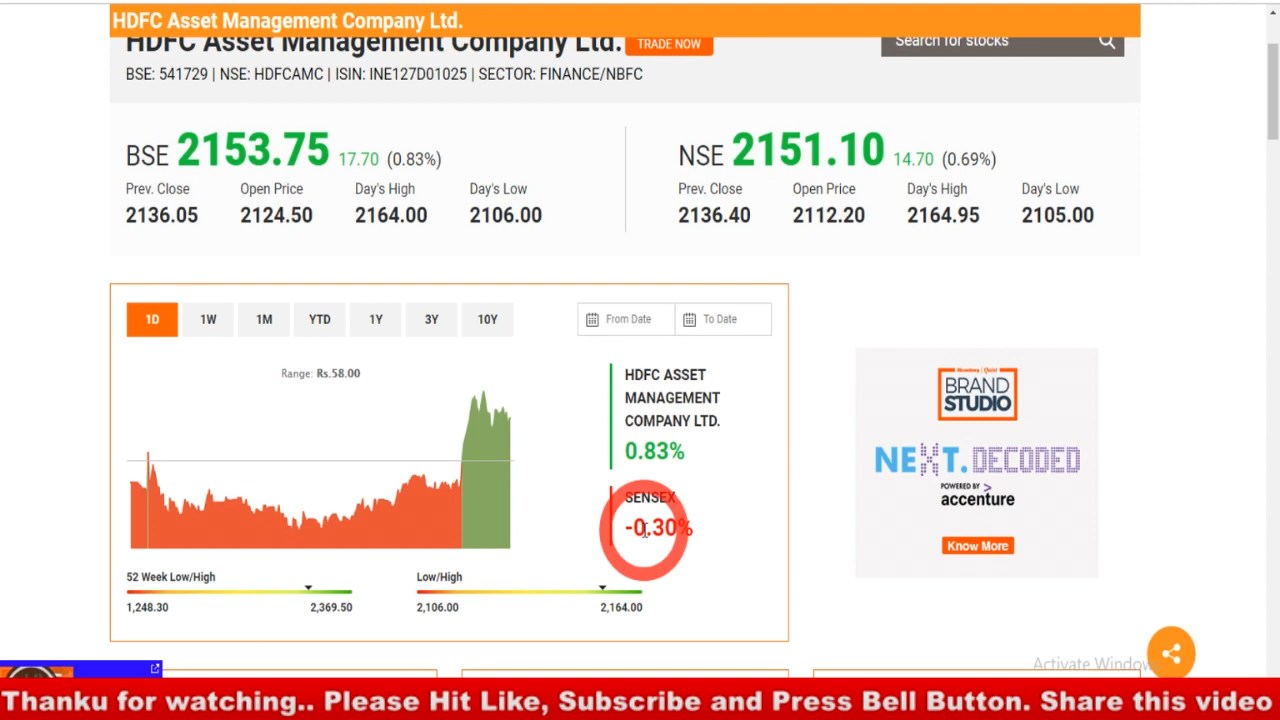 HDFC Asset Management Company Ltd.
HDFC Asset Management Company Ltd. TRADE NOW
Search for stocks
BSE: 541729 | NSE: HDFCAMC | ISIN: INE127D01025 | SECTOR: FINANCE/NBFC
BSE 2153.75 17.70 (0.83%)
Prev. Close Open Price Day's High Day's Low
2136.05 2124.50 2164.00 2106.00
NSE 2151.10 14.70 (0.69%)
Prev. Close Open Price Day's High Day's Low
2136.40 2112.20 2164.95 2105.00
1D 1W 1M YTD 1Y 3Y 10Y
From Date To Date
Range: Rs.58.00
HDFC ASSET
MANAGEMENT
COMPANY LTD.
0.83%
SENSEX
-0.30%
52 Week Low/High
1,248.30 2,369.50
Low/High
2,106.00 2,164.00
Bloomberg | Quint
BRAND
STUDIO
NEXT. DECODED
POWERED BY
accenture
Know More
Activate Window
Thanku for watching.. Please Hit Like, Subscribe and Press Bell Button. Share this video